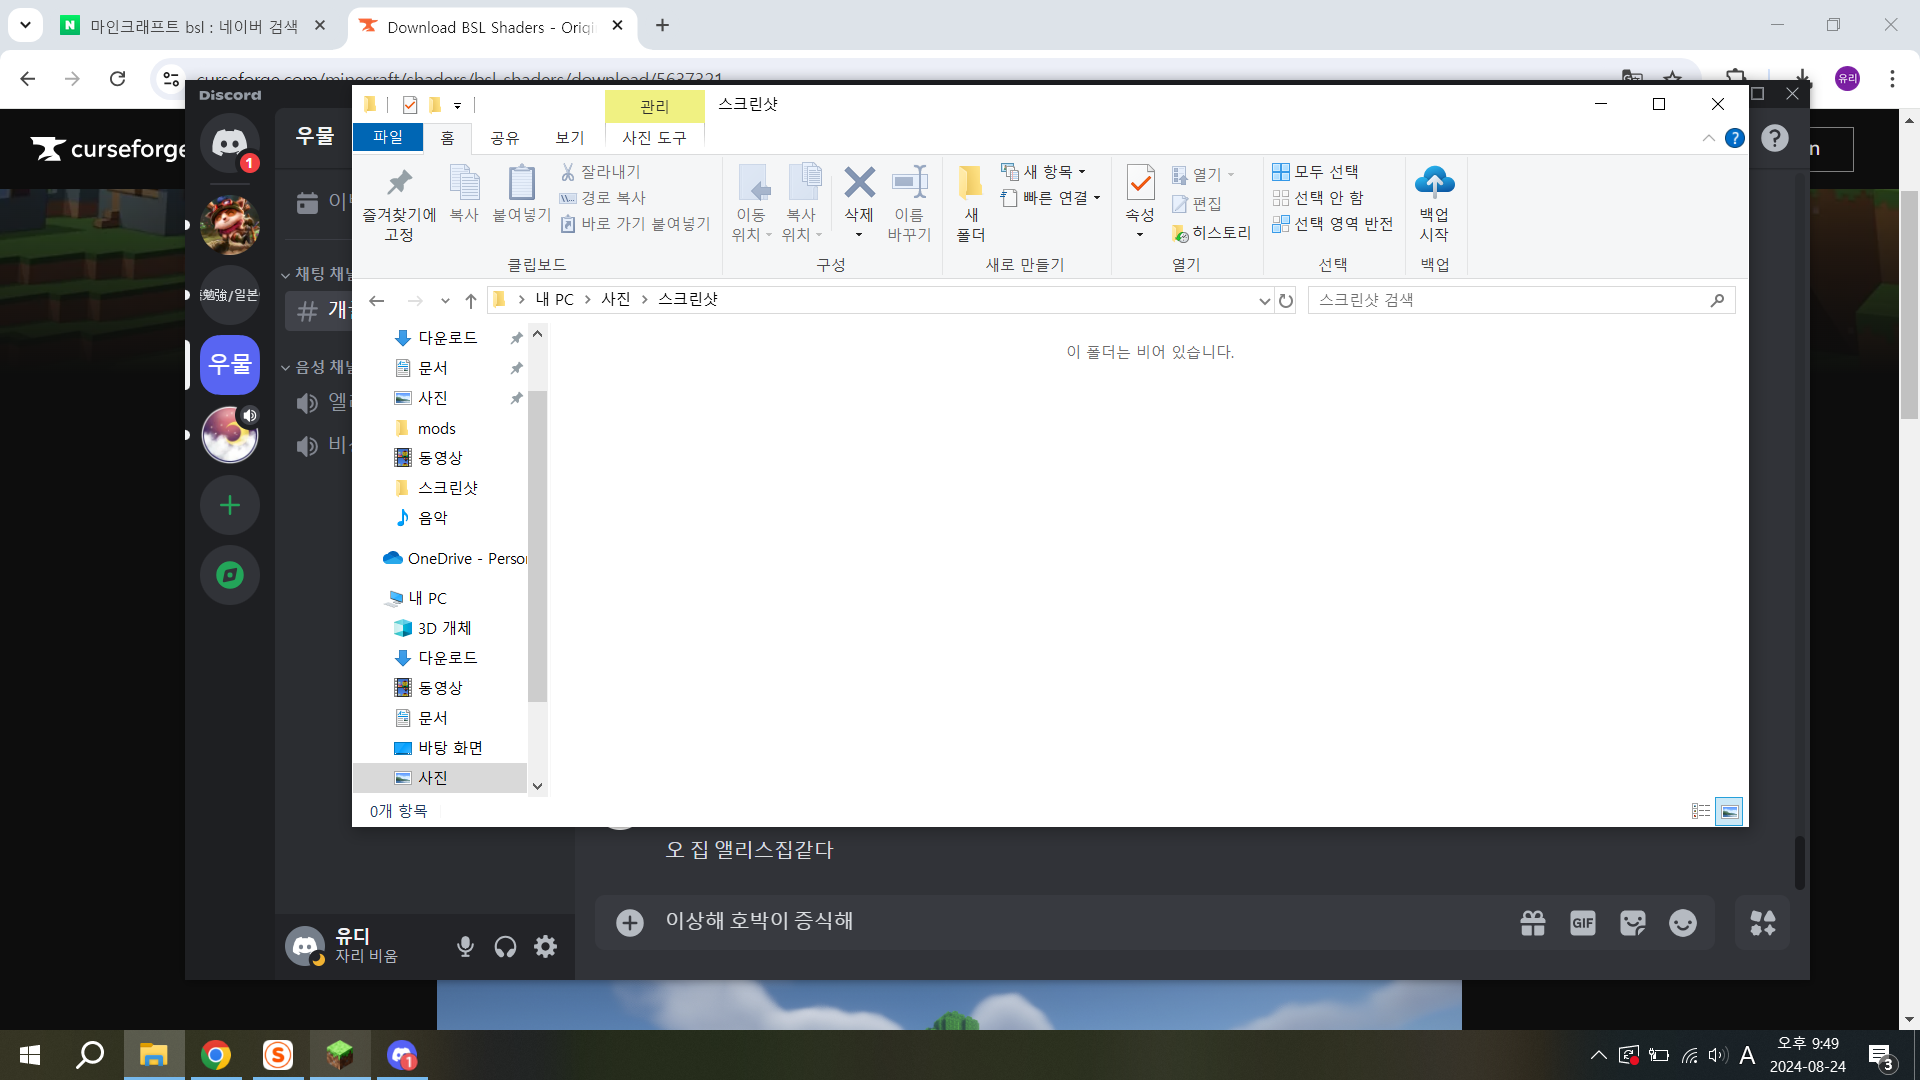 마인크래프트 bsl : 네이버 검색
Download BSL Shaders - Origi
curseforge.com/minecraft/shaders/bsl-shaders/download/5637321
유리
Discord
curseforge
1
우물
채팅 채널
음성 채널
우물
관리
스크린샷
파일
홈
공유
보기
사진 도구
즐겨찾기에
고정
복사
붙여넣기
잘라내기
경로 복사
바로 가기 붙여넣기
클립보드
이동
위치
복사
위치
삭제
이름
바꾸기
구성
새
폴더
새 항목
빠른 연결
새로 만들기
속성
열기
편집
히스토리
열기
모두 선택
선택 안 함
선택 영역 반전
선택
백업
시작
백업
내 PC
사진
스크린샷
스크린샷 검색
이 폴더는 비어 있습니다.
다운로드
문서
사진
mods
동영상
스크린샷
음악
OneDrive - Person
내 PC
3D 개체
다운로드
동영상
문서
바탕 화면
사진
0개 항목
오 집 앨리스집같다
이상해 호박이 증식해
GIF
유디
자리 비움
1
A
오후 9:49
2024-08-24
3